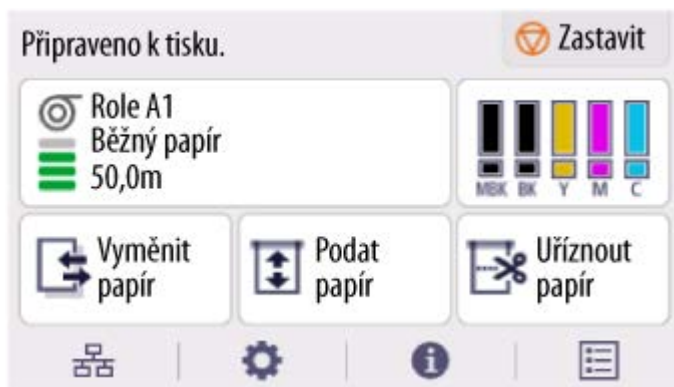 Připraveno k tisku.
Zastavit
Role A1
Běžný papír
50,0m
MBK BK Y M C
Vyměnit
papír
Podat
papír
Uříznout
papír